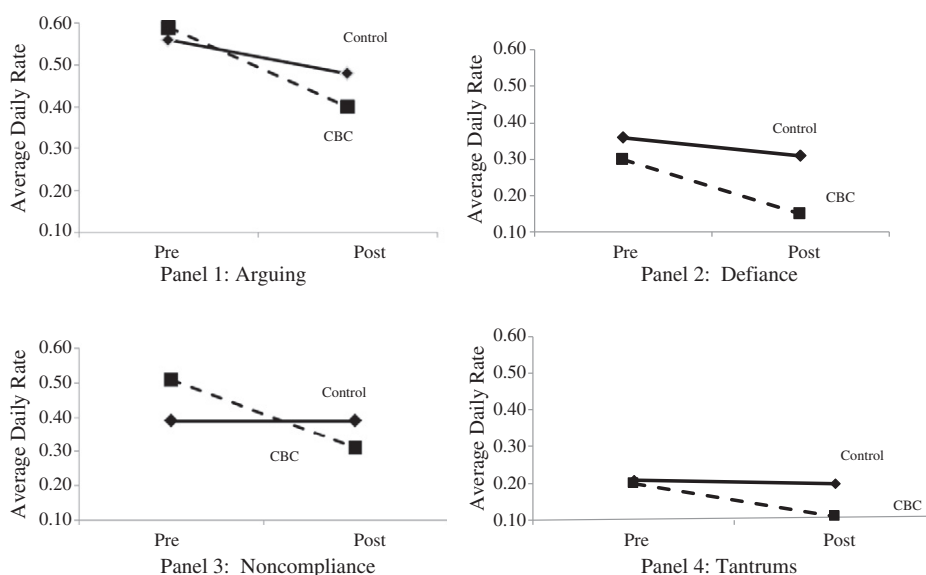 Average Daily Rate
0.60
0.50
0.40
0.30
0.20
0.10
Control
CBC
Pre
Post
Panel 1: Arguing
Average Daily Rate
0.60
0.50
0.40
0.30
0.20
0.10
Control
CBC
Pre
Post
Panel 2: Defiance
Average Daily Rate
0.60
0.50
0.40
0.30
0.20
0.10
Control
CBC
Pre
Post
Panel 3: Noncompliance
Average Daily Rate
0.60
0.50
0.40
0.30
0.20
0.10
Control
CBC
Pre
Post
Panel 4: Tantrums